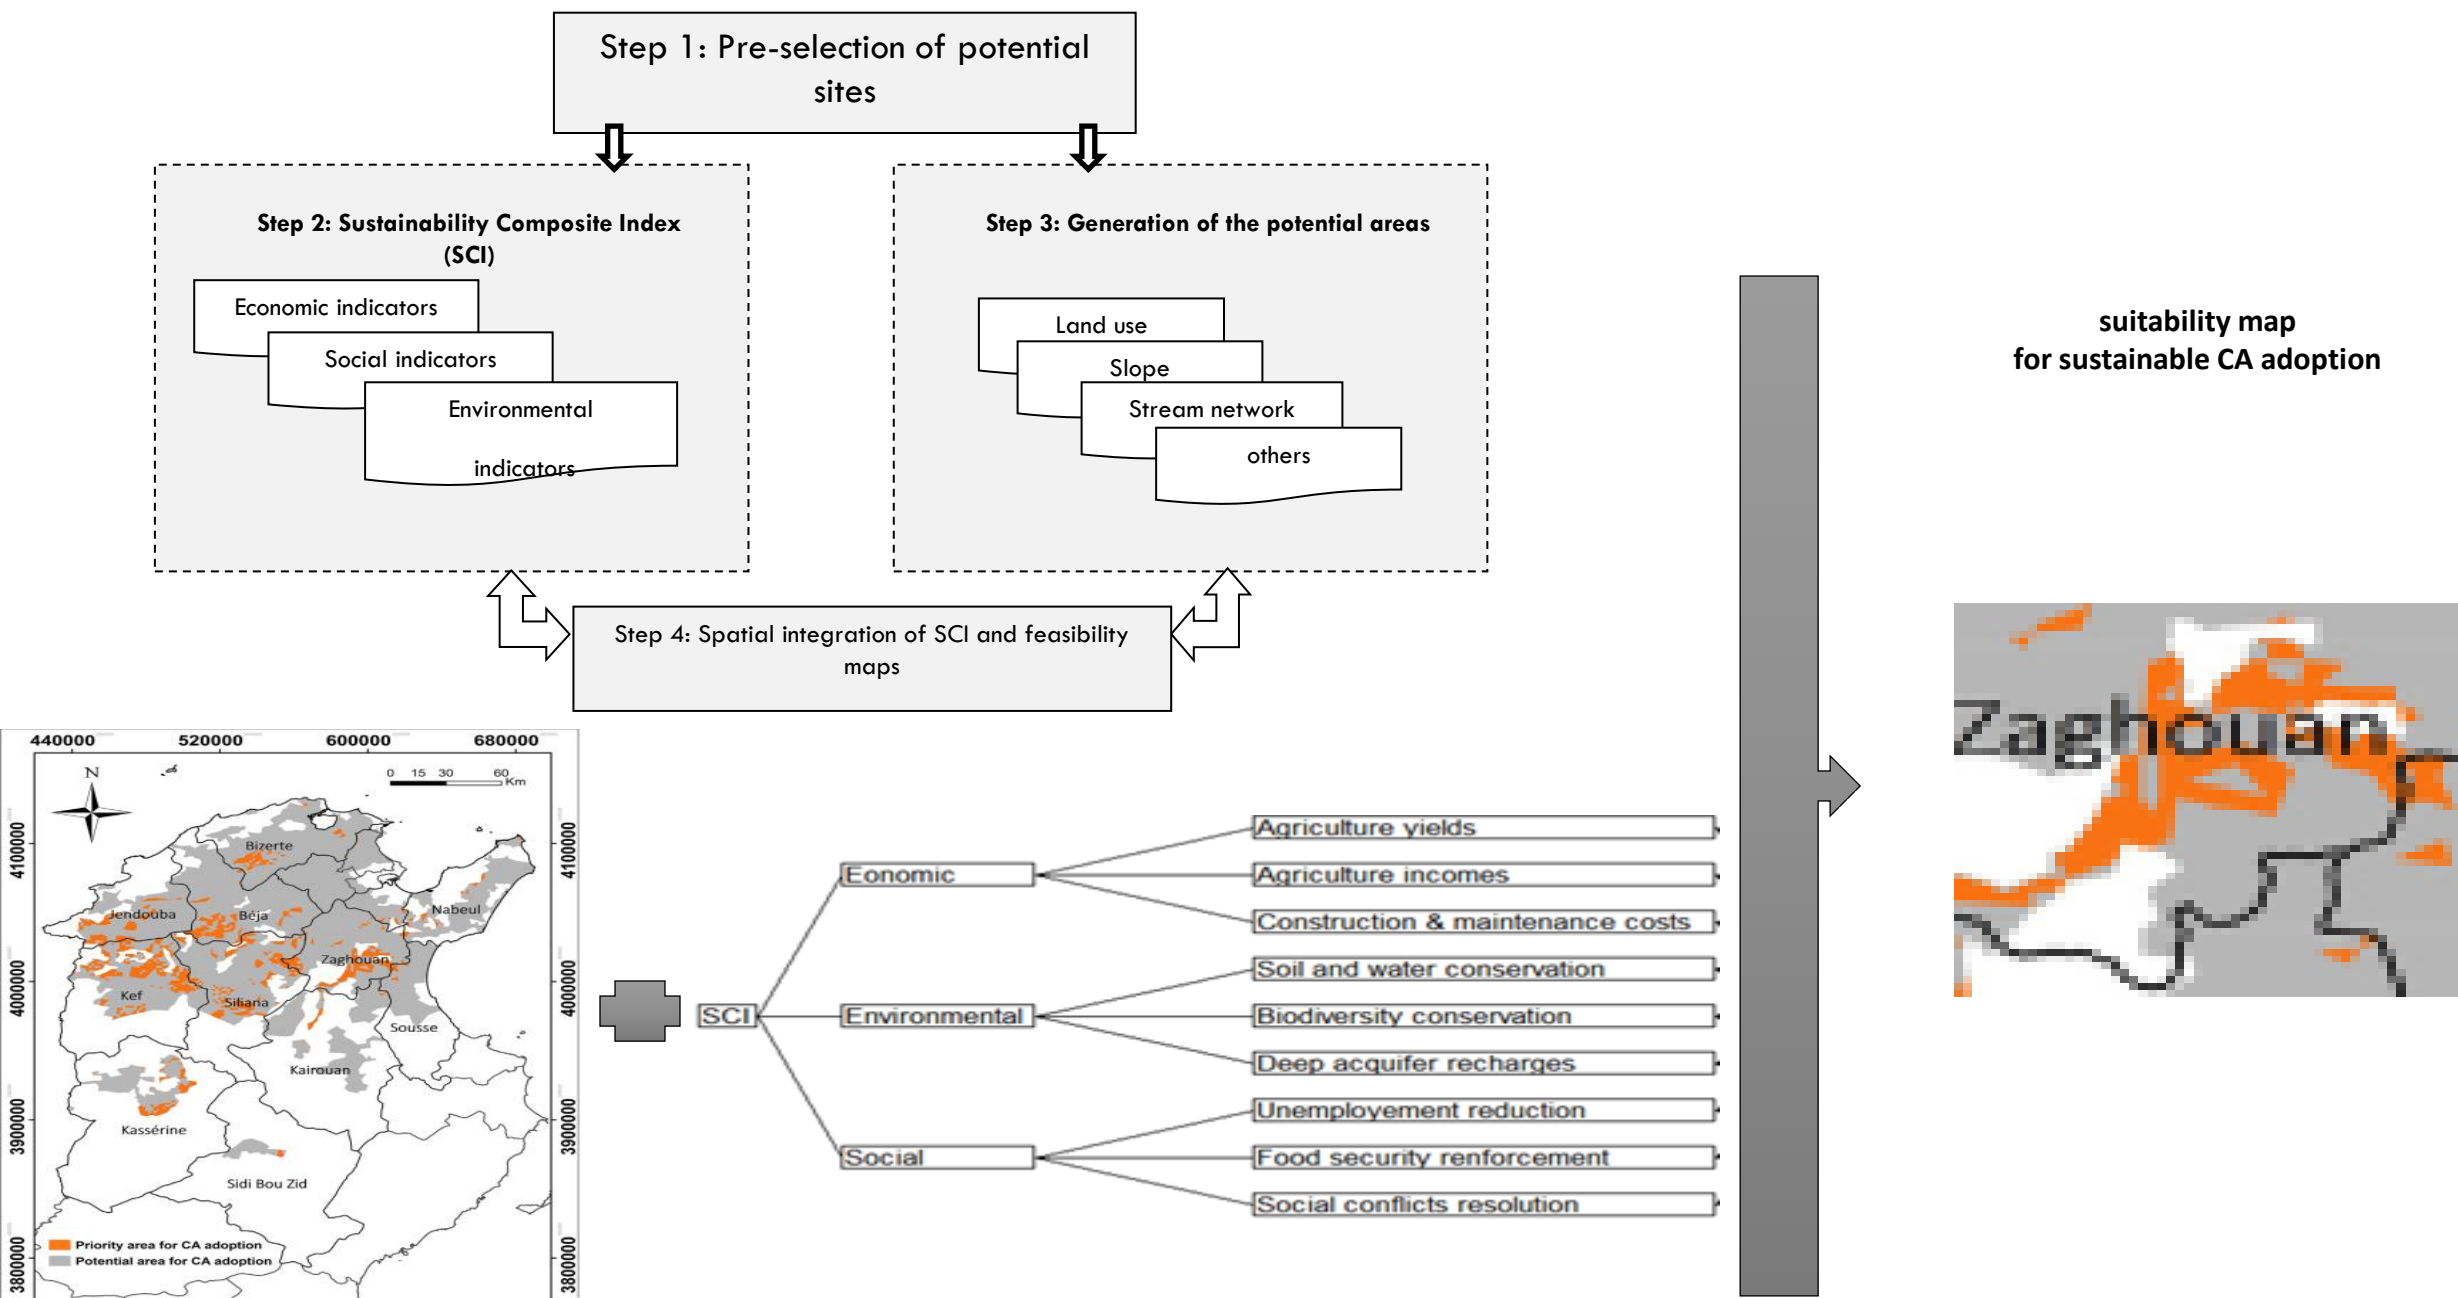 Step 1: Pre-selection of potential
sites
Step 2: Sustainability Composite Index
(SCI)
Economic indicators
Social indicators
Environmental
indicators
Step 3: Generation of the potential areas
Land use
Slope
Stream network
others
Step 4: Spatial integration of SCI and feasibility
maps
suitability map
for sustainable CA adoption
440000 520000 600000 680000
N
0 15 30 60
Km
4100000 4100000
4000000 4000000
3900000 3900000
3800000 3800000
Bizerte
Nabeul
Jendouba
Béja
Zaghouan
Kef
Siliana
Sousse
Kairouan
Kassérine
Sidi Bou Zid
Priority area for CA adoption
Potential area for CA adoption
SCI
Eonomic
Agriculture yields
Agriculture incomes
Construction & maintenance costs
Environmental
Soil and water conservation
Biodiversity conservation
Deep acquifer recharges
Social
Unemployement reduction
Food security renforcement
Social conflicts resolution
Zaghouan